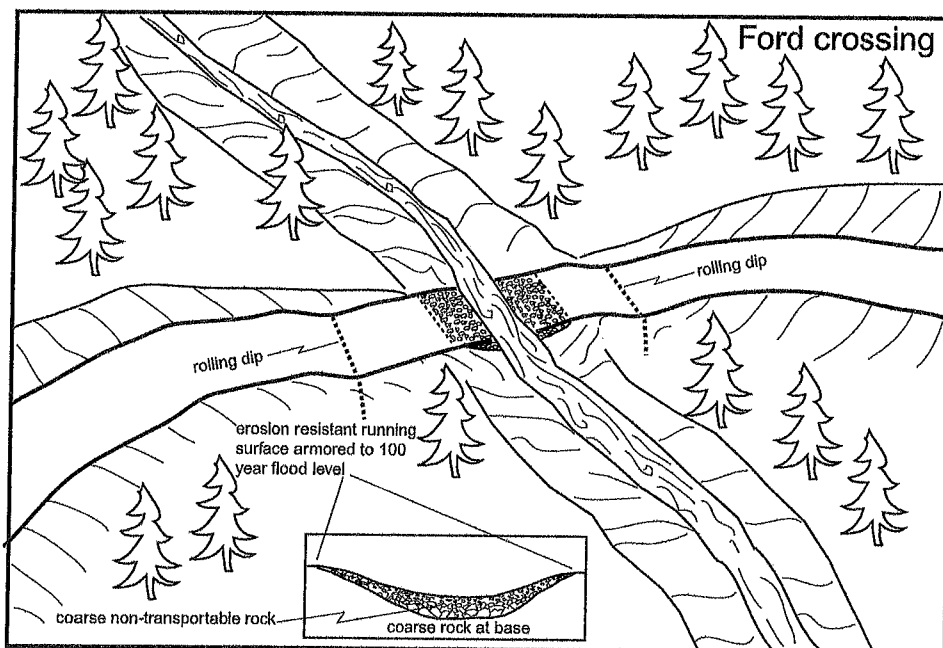 Ford crossing
rolling dip
rolling dip
erosion resistant running
surface armored to 100
year flood level
coarse non-transportable rock
coarse rock at base